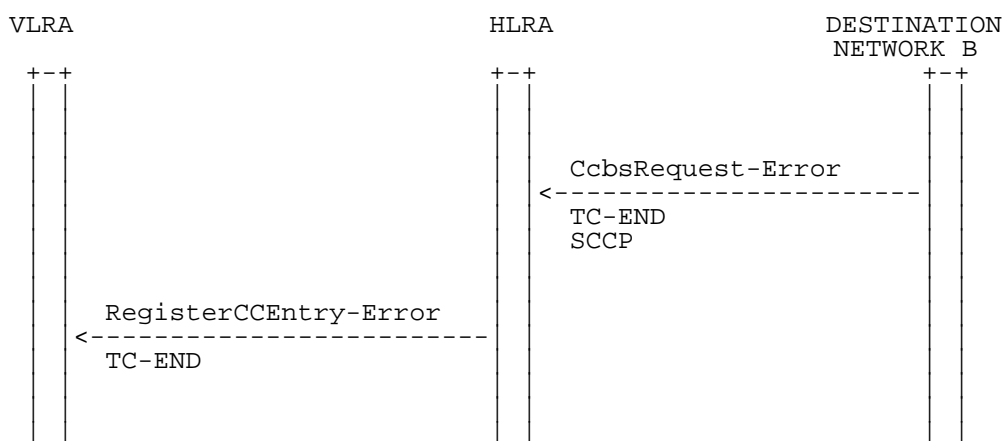 VLRA HLRA DESTINATION
NETWORK B
CcbsRequest-Error
TC-END
SCCP
RegisterCCEntry-Error
TC-END